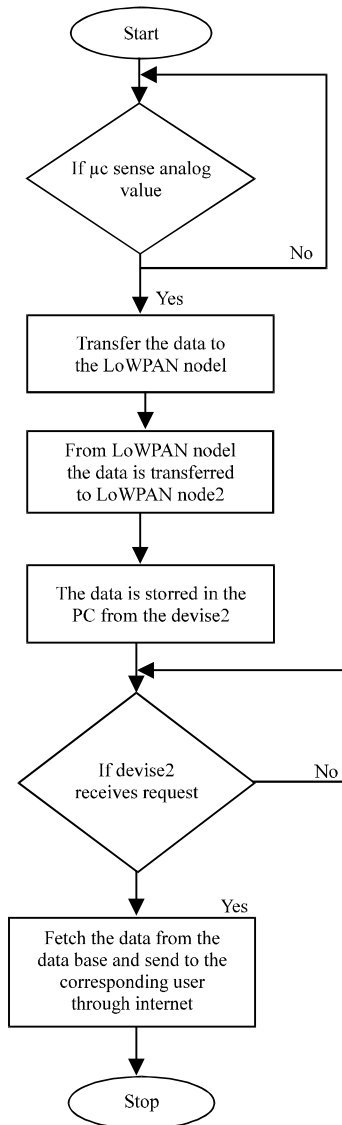 Start
If µc sense analog
value
No
Yes
Transfer the data to
the LoWPAN nodel
From LoWPAN nodel
the data is transferred
to LoWPAN node2
The data is storred in the
PC from the devise2
If devise2
receives request
No
Yes
Fetch the data from the
data base and send to the
corresponding user
through internet
Stop